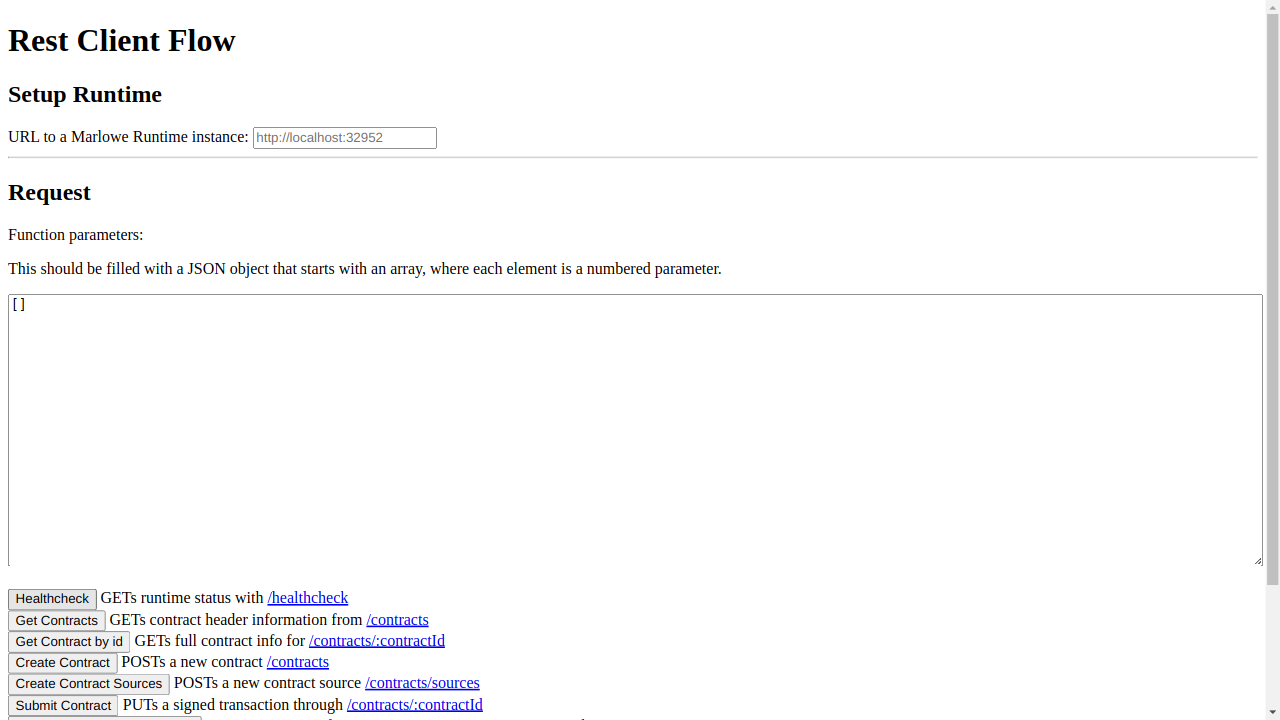 Rest Client Flow
Setup Runtime
URL to a Marlowe Runtime instance: http://localhost:32952
Request
Function parameters:
This should be filled with a JSON object that starts with an array, where each element is a numbered parameter.
[ ]
Healthcheck GETs runtime status with /healthcheck
Get Contracts GETs contract header information from /contracts
Get Contract by id GETs full contract info for /contracts/:contractId
Create Contract POSTs a new contract /contracts
Create Contract Sources POSTs a new contract source /contracts/sources
Submit Contract PUTs a signed transaction through /contracts/:contractId